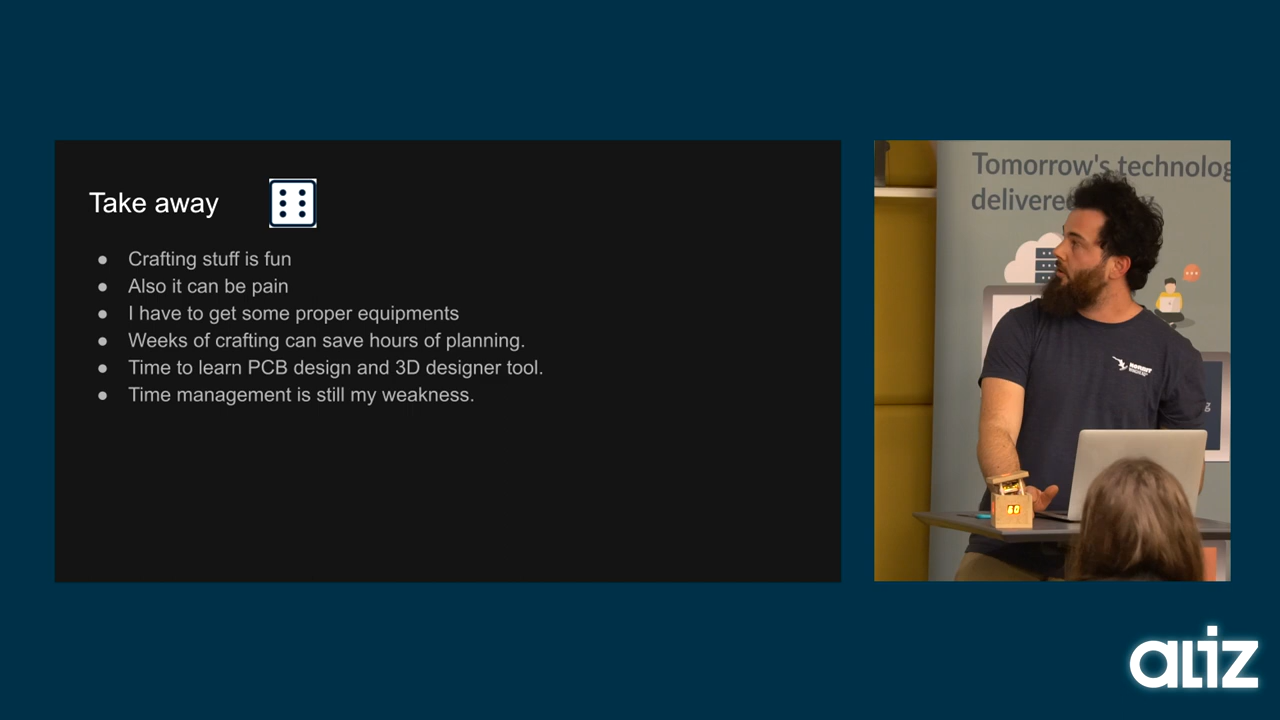 Take away
● Crafting stuff is fun
● Also it can be pain
● I have to get some proper equipments
● Weeks of crafting can save hours of planning.
● Time to learn PCB design and 3D designer tool.
● Time management is still my weakness.
Tomorrow's technolog
delivered
60
aliz